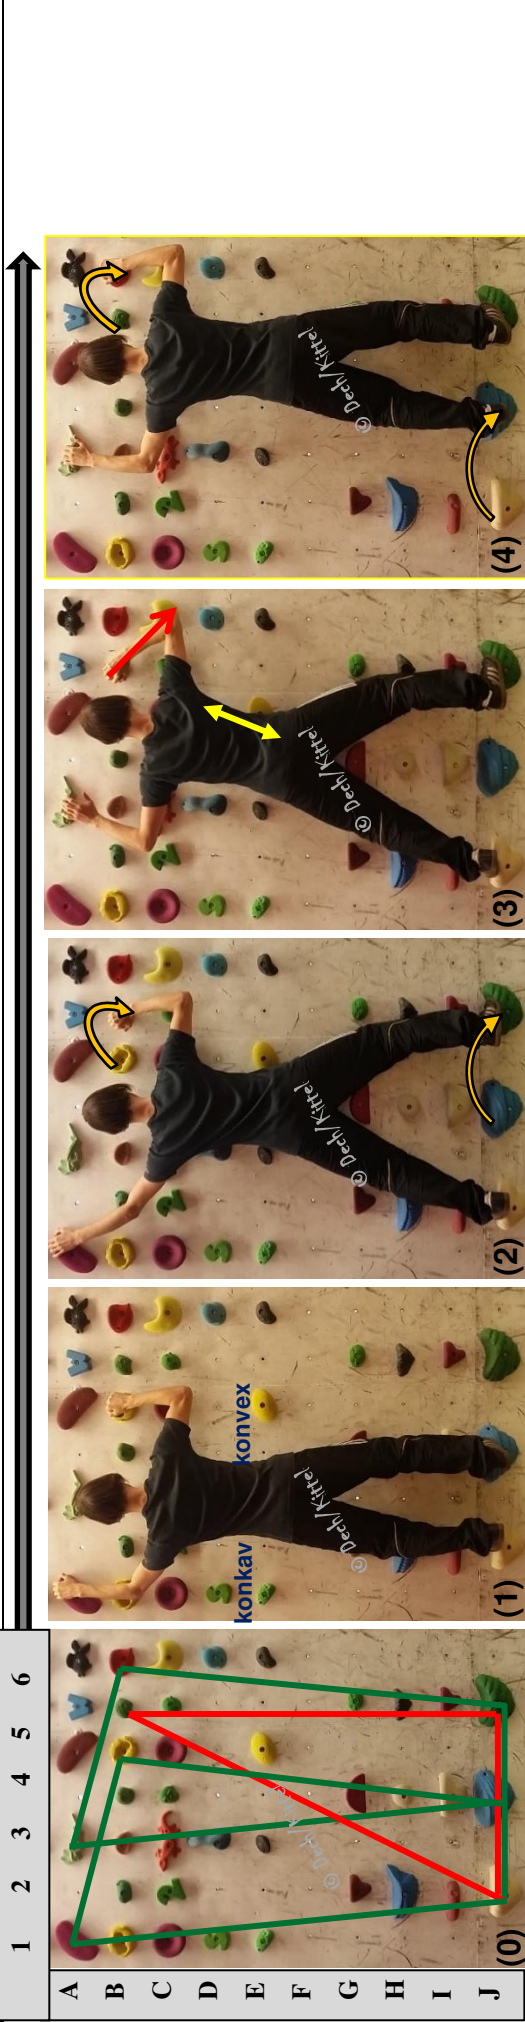 1 2 3 4 5 6
A
B
C
D
E
F
G
H
I
J
© Dech/
(0)
konkav
konvex
© Dech/Kittel
(1)
© Dech/Kittel
(2)
© Dech/Kittel
(3)
© Dech/Kittel
(4)